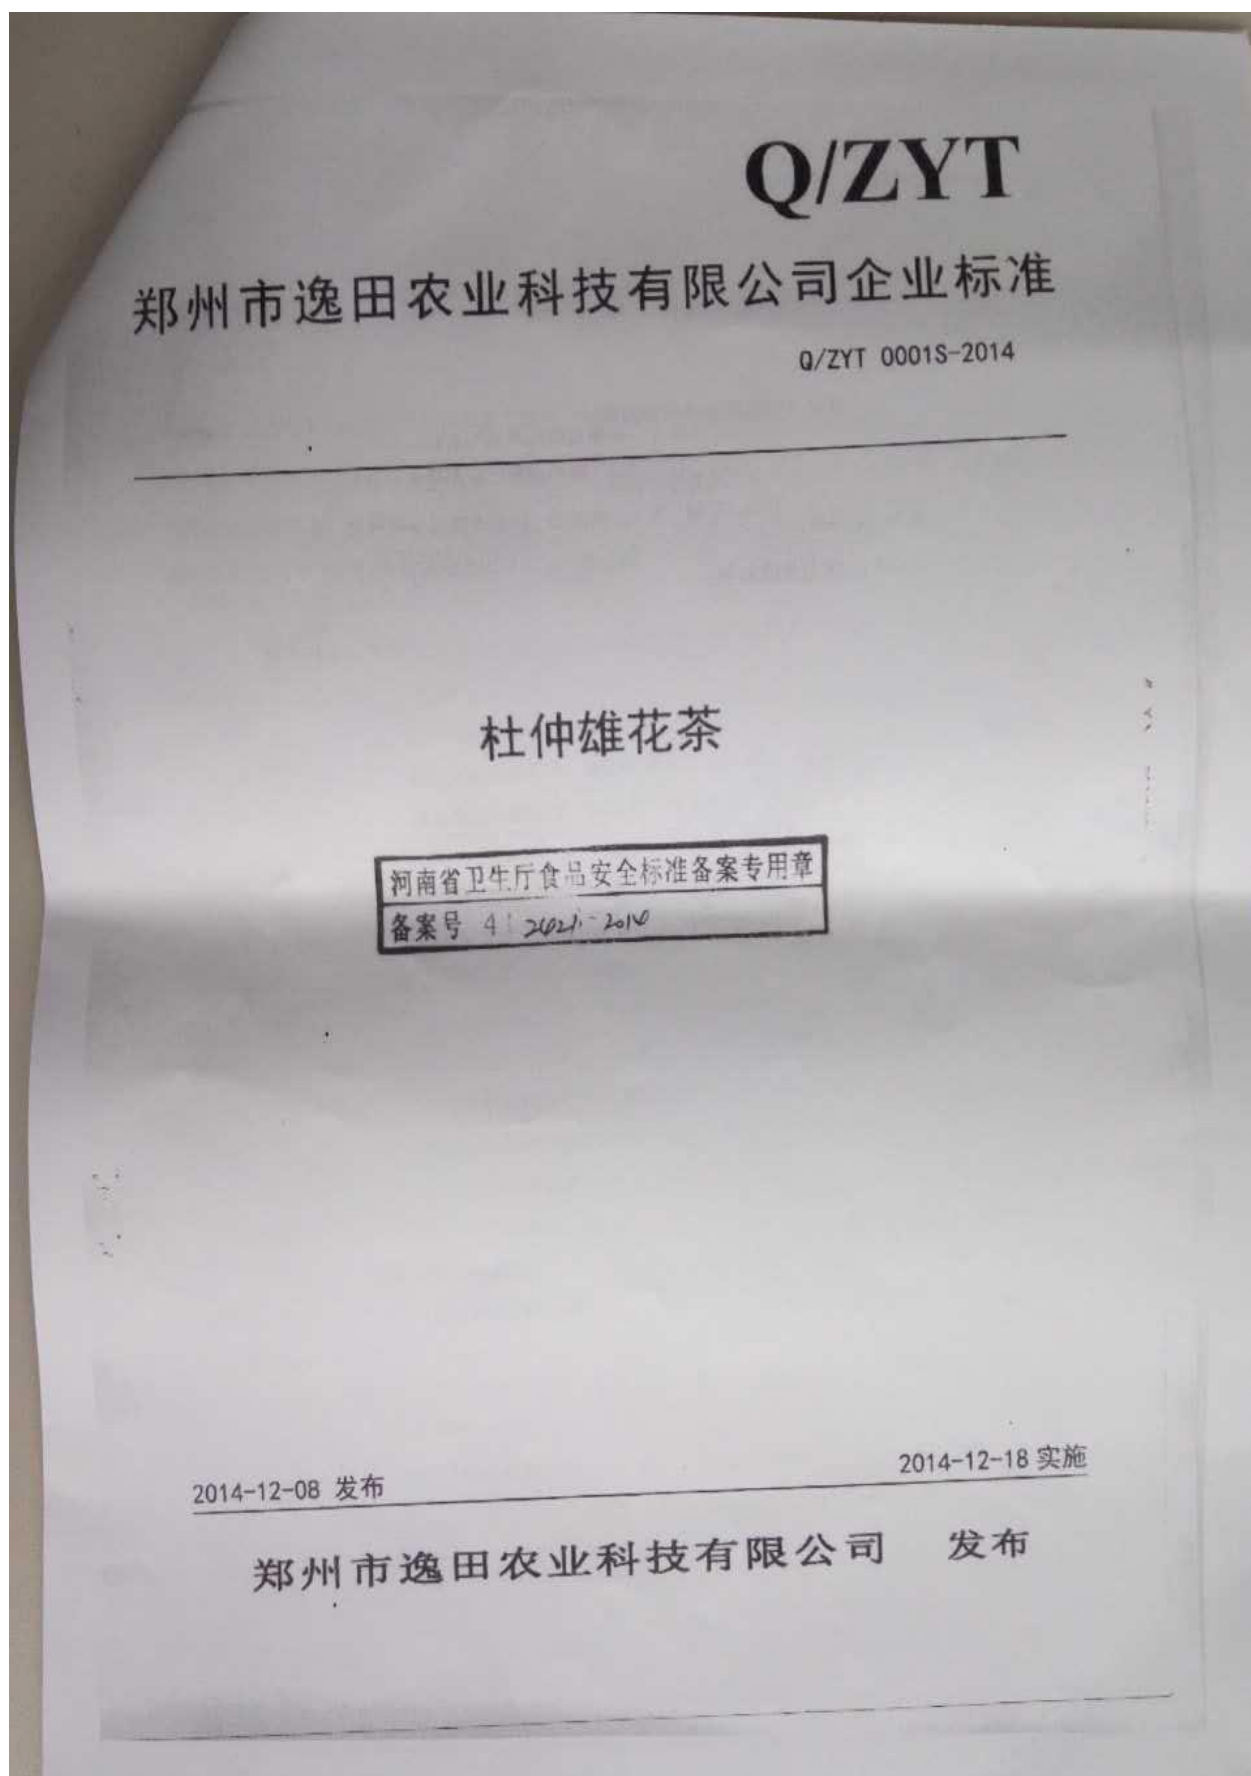 Q/ZYT
郑州市逸田农业科技有限公司企业标准
Q/ZYT 0001S-2014
杜仲雄花茶
河南省卫生厅食品安全标准备案专用章
备案号 41
2014-12-08 发布
2014-12-18 实施
郑州市逸田农业科技有限公司 发布